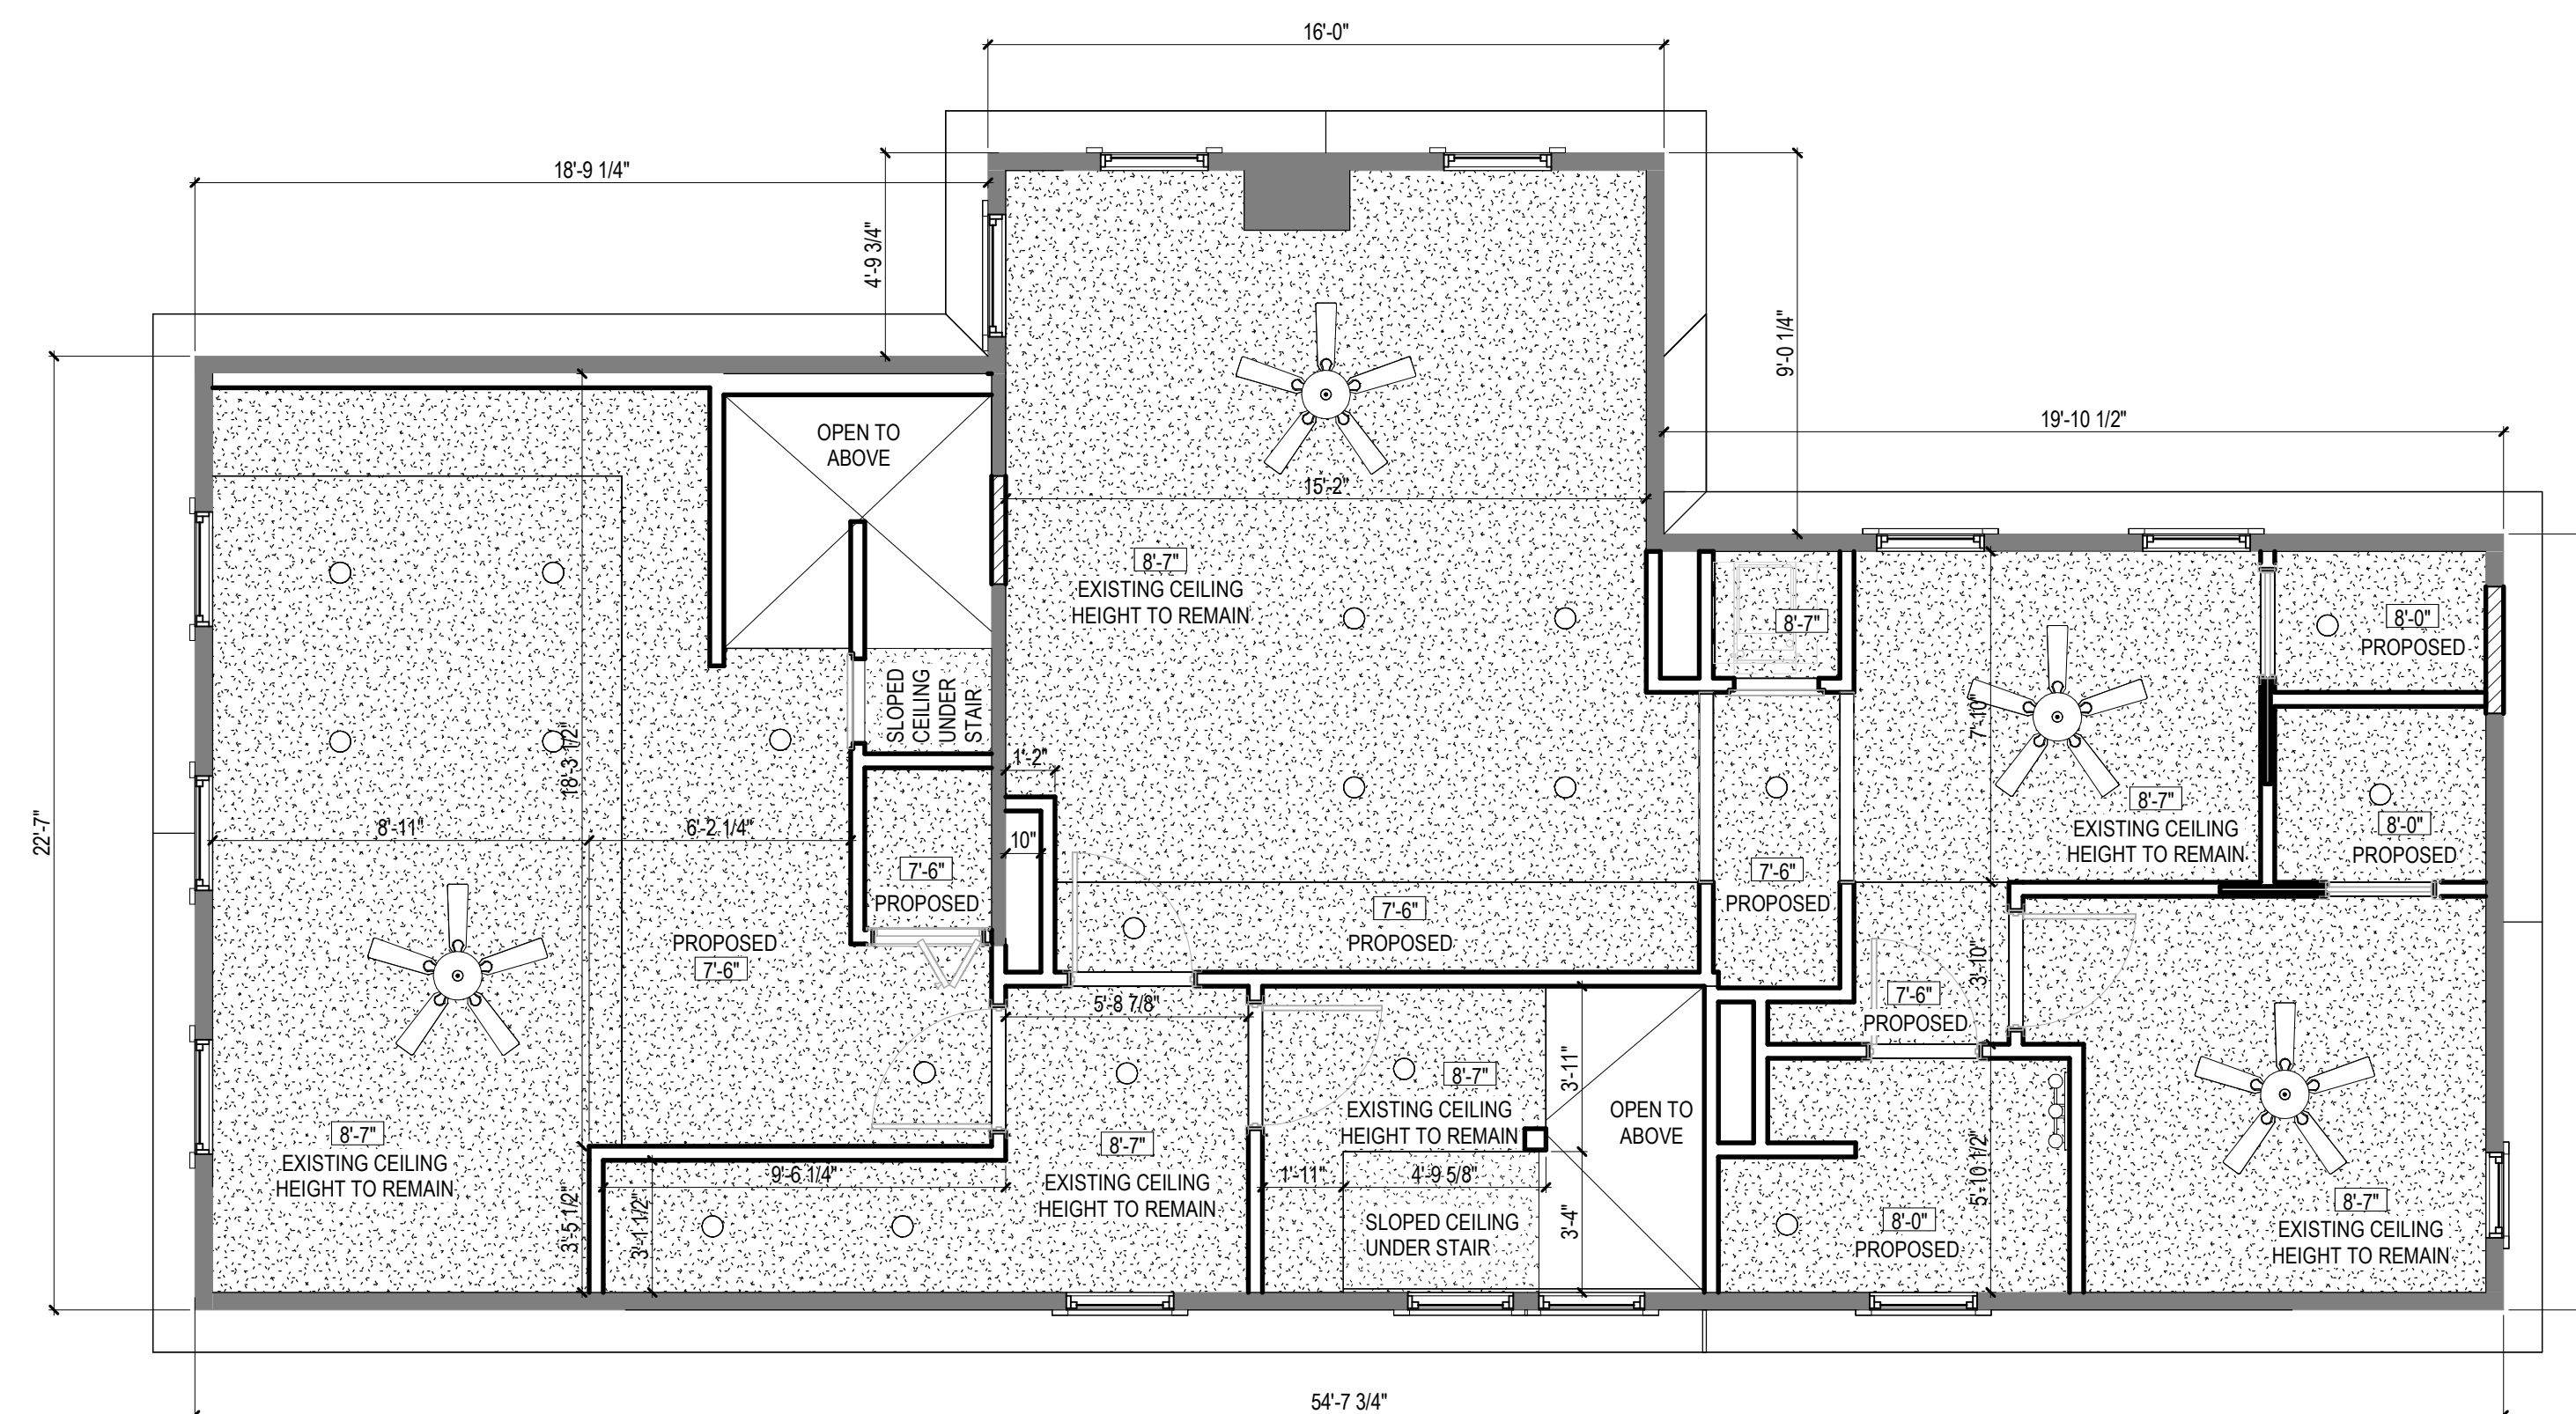 16'-0"
18'-9 1/4"
4'-9 3/4"
9'-0 1/4"
19'-10 1/2"
OPEN TO
ABOVE
15'-2"
8'-7"
EXISTING CEILING
HEIGHT TO REMAIN
8'-7"
8'-0"
PROPOSED
SLOPED
CEILING
UNDER
STAIR
18'-3 1/2"
7'-10"
1'-2"
22'-7"
8'-11"
6'-2 1/4"
10"
8'-7"
EXISTING CEILING
HEIGHT TO REMAIN
8'-0"
PROPOSED
7'-6"
PROPOSED
7'-6"
PROPOSED
7'-6"
PROPOSED
PROPOSED
7'-6"
3'-10"
7'-6"
PROPOSED
5'-8 7/8"
3'-11"
8'-7"
EXISTING CEILING
HEIGHT TO REMAIN
OPEN TO
ABOVE
8'-7"
EXISTING CEILING
HEIGHT TO REMAIN
8'-7"
EXISTING CEILING
HEIGHT TO REMAIN
9'-6 1/4"
1'-11"
4'-9 5/8"
5'-10 1/2"
3'-5 1/2"
3'-1 1/2"
3'-4"
SLOPED CEILING
UNDER STAIR
8'-0"
PROPOSED
8'-7"
EXISTING CEILING
HEIGHT TO REMAIN
54'-7 3/4"